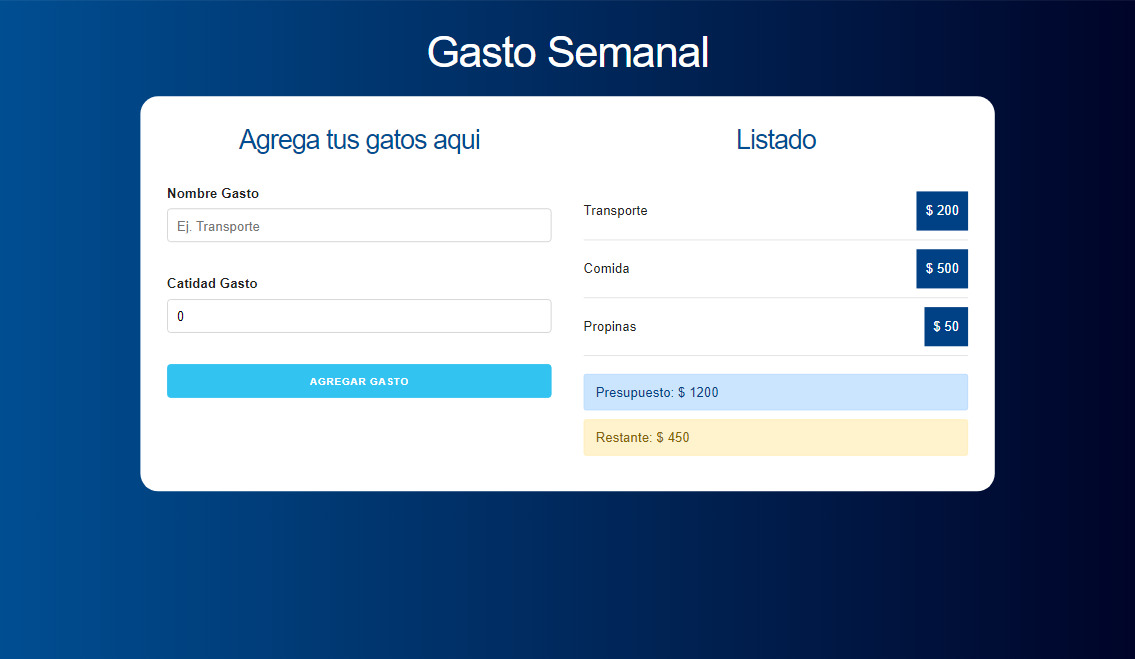 Gasto Semanal
Agrega tus gatos aqui
Nombre Gasto
Ej. Transporte
Catidad Gasto
0
AGREGAR GASTO
Listado
Transporte $ 200
Comida $ 500
Propinas $ 50
Presupuesto: $ 1200
Restante: $ 450